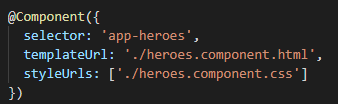 @Component({
  selector: 'app-heroes',
  templateUrl: './heroes.component.html',
  styleUrls: ['./heroes.component.css']
})